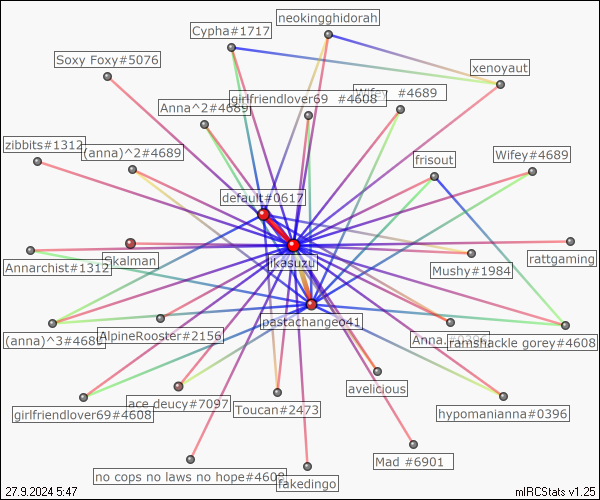 neokingghidorah
Cypha#1717
Soxy Foxy#5076
xenoyaut
Wifey #4689
girlfriendlover69 #4608
Anna^2#4689
zibbits#1312
(anna)^2#4689
frisout
Wifey#4689
default#0617
rattgaming
Skalman
ikasuzu
Annarchist#1312
Mushy#1984
pastachangeo41
(anna)^3#4689
AlpineRooster#2156
Anna.
ramshackle gorey#4608
avelicious
girlfriendlover69#4608
ace deucy#7097
Toucan#2473
hypomanianna#0396
Mad #6901
no cops no laws no hope#4608
fakedingo
27.9.2024 5:47
mIRCStats v1.25